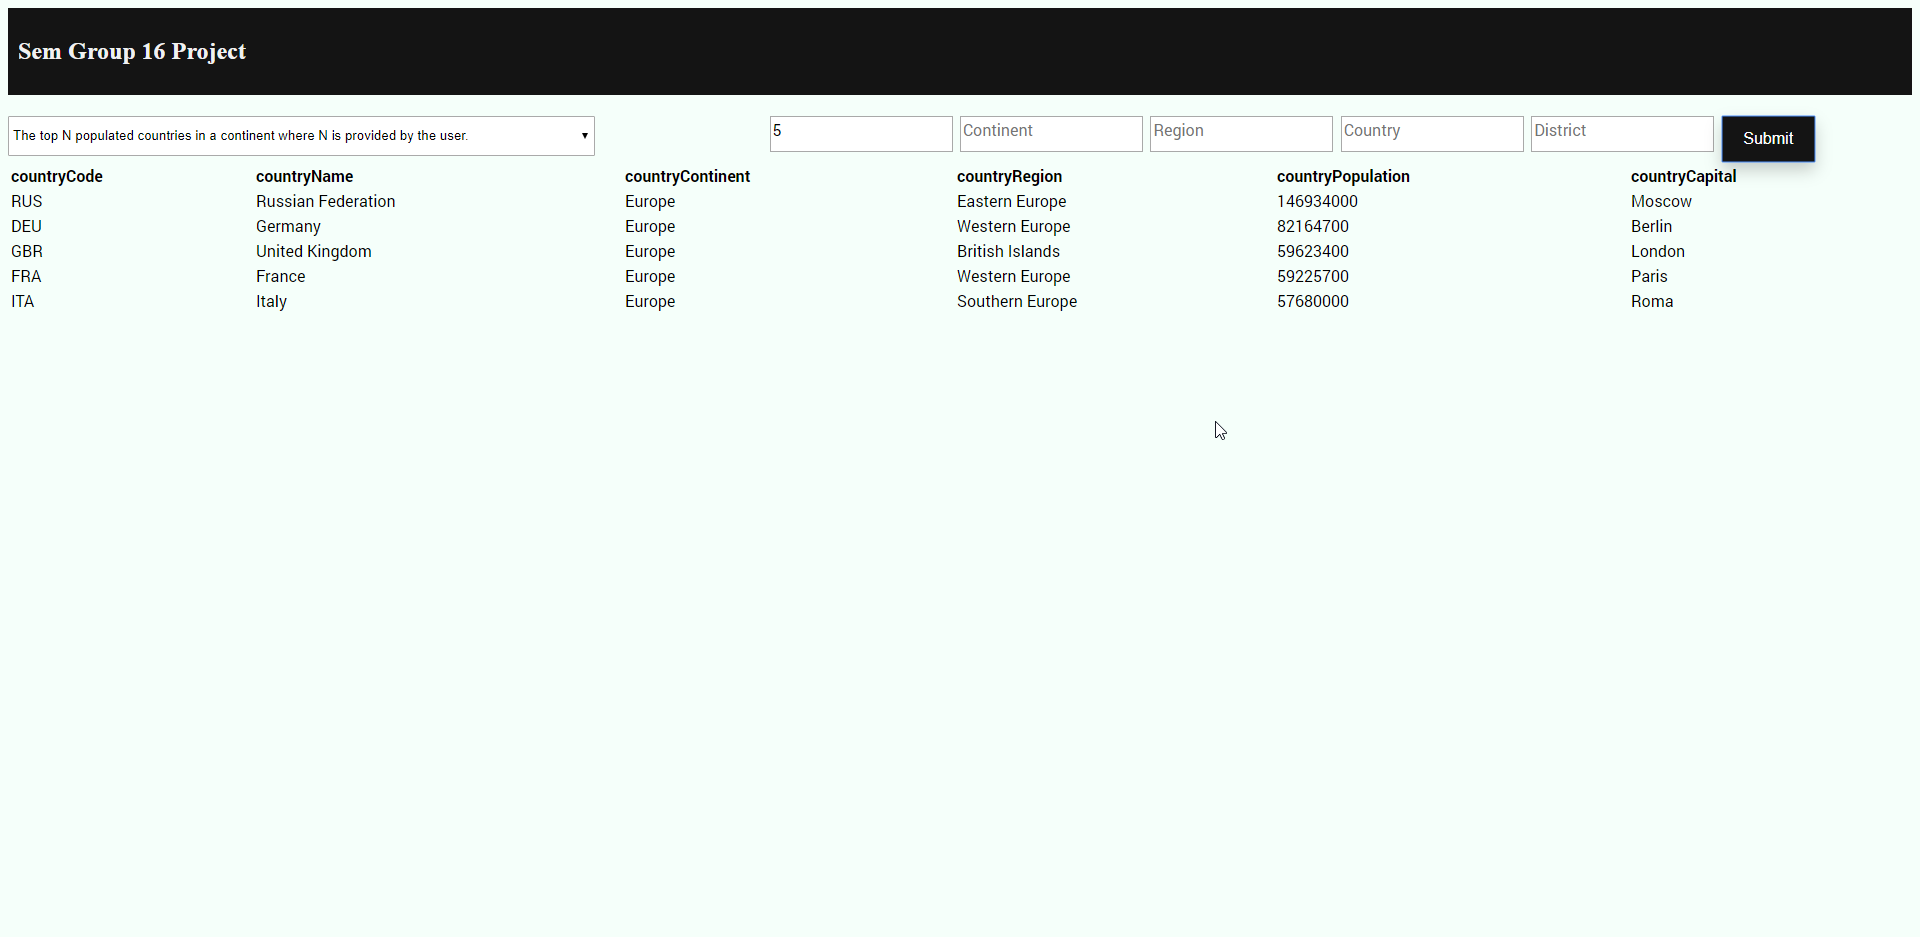 Sem Group 16 Project
The top N populated countries in a continent where N is provided by the user. 5 Continent Region Country District Submit
countryCode countryName countryContinent countryRegion countryPopulation countryCapital
RUS Russian Federation Europe Eastern Europe 146934000 Moscow
DEU Germany Europe Western Europe 82164700 Berlin
GBR United Kingdom Europe British Islands 59623400 London
FRA France Europe Western Europe 59225700 Paris
ITA Italy Europe Southern Europe 57680000 Roma